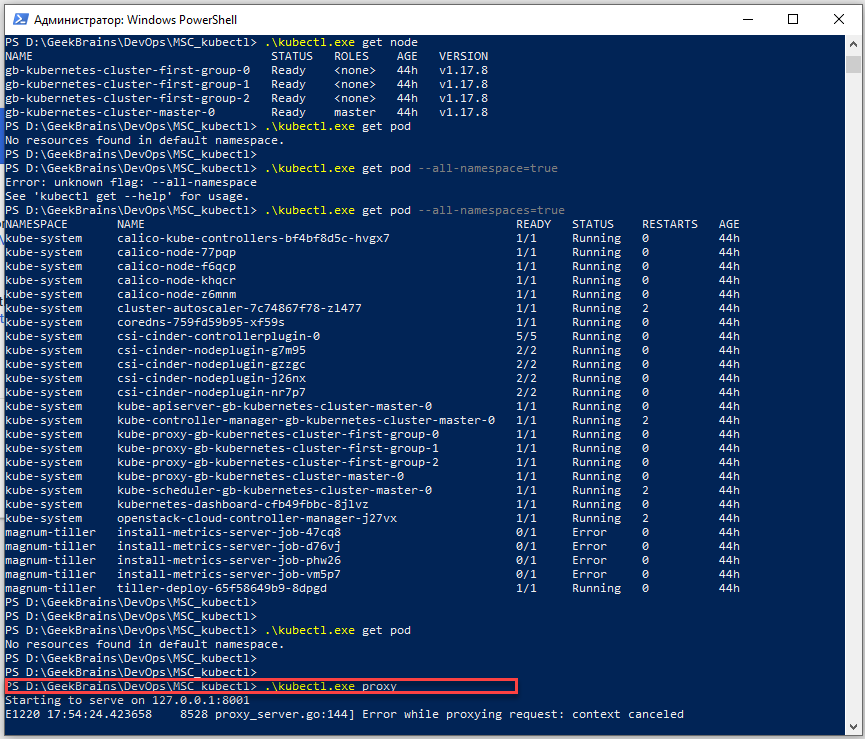 Администратор: Windows PowerShell
PS D:\GeekBrains\DevOps\MSC_kubectl> .\kubectl.exe get node
NAME STATUS ROLES AGE VERSION
gb-kubernetes-cluster-first-group-0 Ready <none> 44h v1.17.8
gb-kubernetes-cluster-first-group-1 Ready <none> 44h v1.17.8
gb-kubernetes-cluster-first-group-2 Ready <none> 44h v1.17.8
gb-kubernetes-cluster-master-0 Ready master 44h v1.17.8
PS D:\GeekBrains\DevOps\MSC_kubectl> .\kubectl.exe get pod
No resources found in default namespace.
PS D:\GeekBrains\DevOps\MSC_kubectl>
PS D:\GeekBrains\DevOps\MSC_kubectl> .\kubectl.exe get pod --all-namespace=true
Error: unknown flag: --all-namespace
See 'kubectl get --help' for usage.
PS D:\GeekBrains\DevOps\MSC_kubectl> .\kubectl.exe get pod --all-namespaces=true
NAMESPACE NAME READY STATUS RESTARTS AGE
kube-system calico-kube-controllers-bf4bf8d5c-hvgx7 1/1 Running 0 44h
kube-system calico-node-77pqp 1/1 Running 0 44h
kube-system calico-node-f6qcp 1/1 Running 0 44h
kube-system calico-node-khqcr 1/1 Running 0 44h
kube-system calico-node-z6mnm 1/1 Running 0 44h
kube-system cluster-autoscaler-7c74867f78-zl477 1/1 Running 2 44h
kube-system coredns-759fd59b95-xf59s 1/1 Running 0 44h
kube-system csi-cinder-controllerplugin-0 5/5 Running 0 44h
kube-system csi-cinder-nodeplugin-g7m95 2/2 Running 0 44h
kube-system csi-cinder-nodeplugin-gzzgc 2/2 Running 0 44h
kube-system csi-cinder-nodeplugin-j26nx 2/2 Running 0 44h
kube-system csi-cinder-nodeplugin-nr7p7 2/2 Running 0 44h
kube-system kube-apiserver-gb-kubernetes-cluster-master-0 1/1 Running 0 44h
kube-system kube-controller-manager-gb-kubernetes-cluster-master-0 1/1 Running 2 44h
kube-system kube-proxy-gb-kubernetes-cluster-first-group-0 1/1 Running 0 44h
kube-system kube-proxy-gb-kubernetes-cluster-first-group-1 1/1 Running 0 44h
kube-system kube-proxy-gb-kubernetes-cluster-first-group-2 1/1 Running 0 44h
kube-system kube-proxy-gb-kubernetes-cluster-master-0 1/1 Running 0 44h
kube-system kube-scheduler-gb-kubernetes-cluster-master-0 1/1 Running 2 44h
kube-system kubernetes-dashboard-cfb49fbbc-8jlvz 1/1 Running 0 44h
kube-system openstack-cloud-controller-manager-j27vx 1/1 Running 2 44h
magnum-tiller install-metrics-server-job-47cq8 0/1 Error 0 44h
magnum-tiller install-metrics-server-job-d76vj 0/1 Error 0 44h
magnum-tiller install-metrics-server-job-phw26 0/1 Error 0 44h
magnum-tiller install-metrics-server-job-vm5p7 0/1 Error 0 44h
magnum-tiller tiller-deploy-65f58649b9-8dpgd 1/1 Running 0 44h
PS D:\GeekBrains\DevOps\MSC_kubectl>
PS D:\GeekBrains\DevOps\MSC_kubectl>
PS D:\GeekBrains\DevOps\MSC_kubectl> .\kubectl.exe get pod
No resources found in default namespace.
PS D:\GeekBrains\DevOps\MSC_kubectl>
PS D:\GeekBrains\DevOps\MSC_kubectl>
PS D:\GeekBrains\DevOps\MSC_kubectl> .\kubectl.exe proxy
Starting to serve on 127.0.0.1:8001
E1220 17:54:24.423658 8528 proxy_server.go:144] Error while proxying request: context canceled